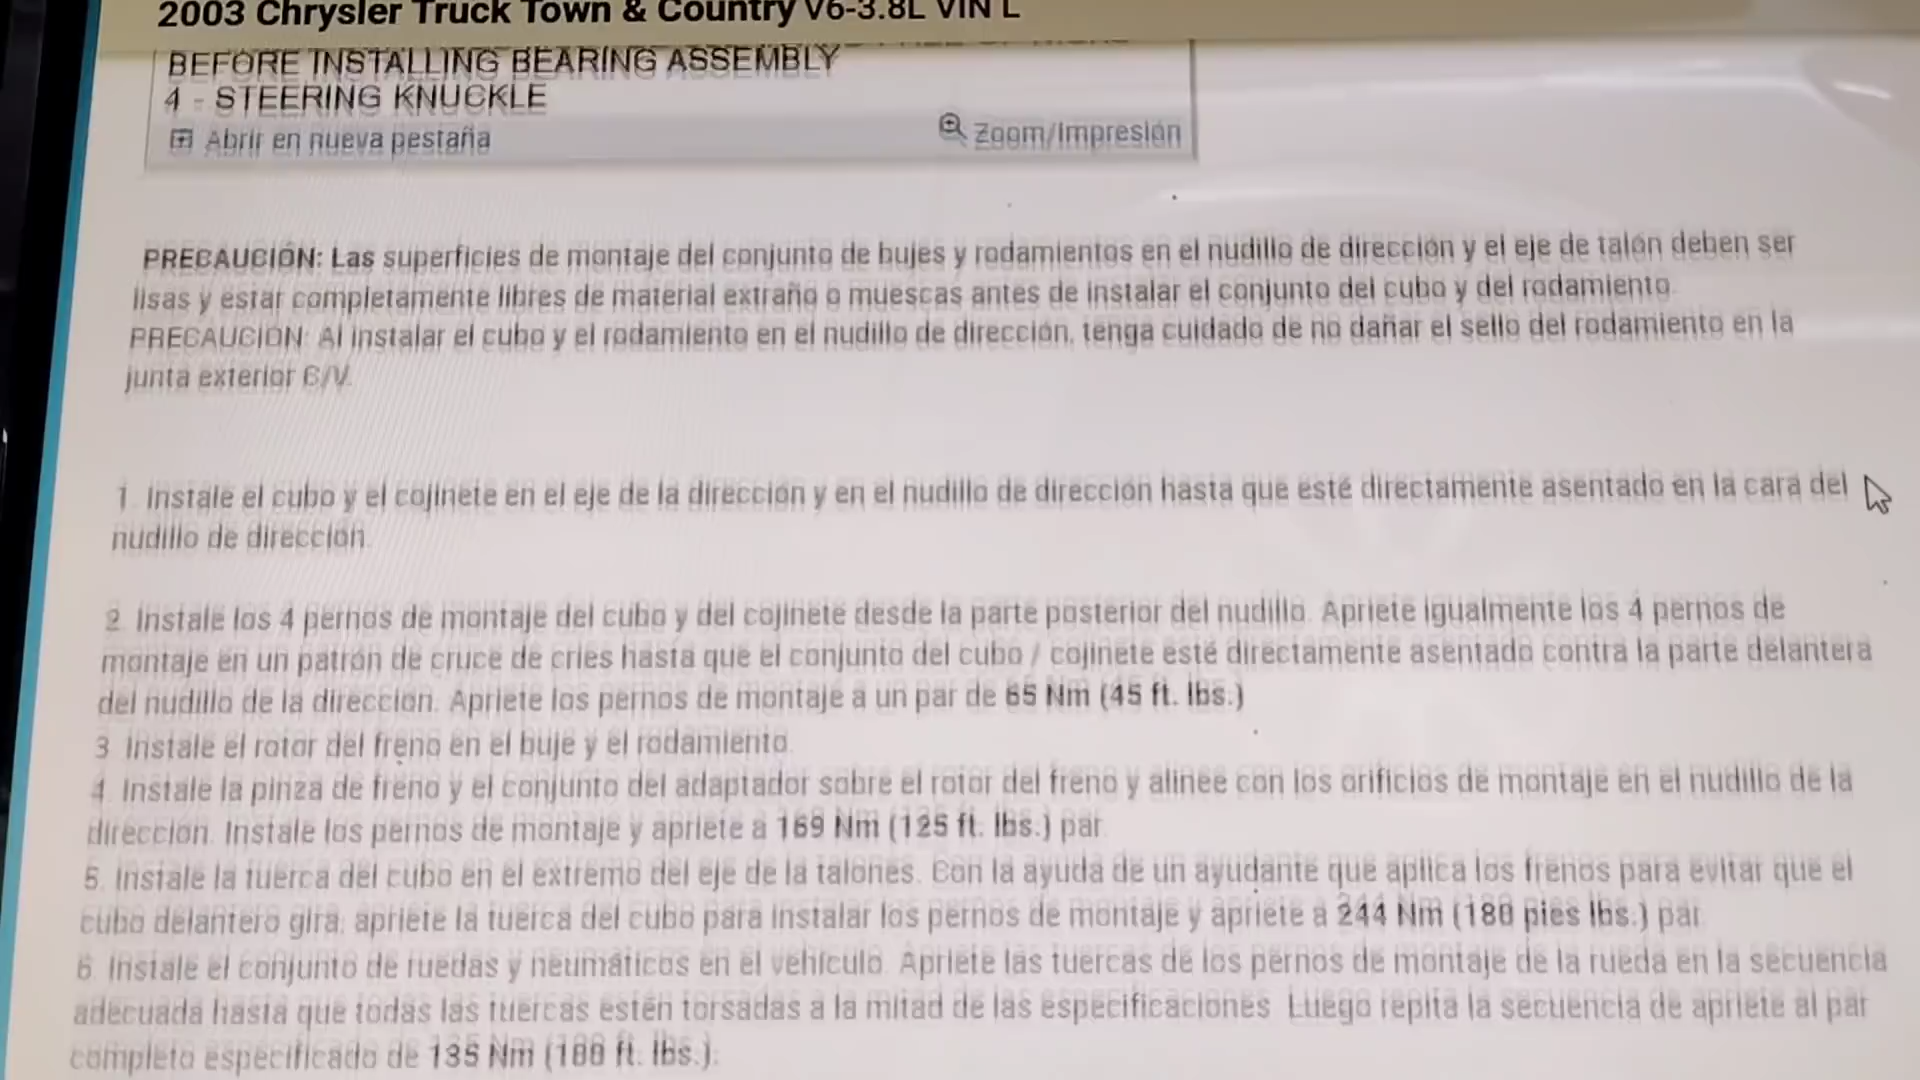 2003 Chrysler Truck Town & Country V6-3.8L VIN L
BEFORE INSTALLING BEARING ASSEMBLY
4 - STEERING KNUCKLE
Abrir en nueva pestaña
Zoom/Impresión
PRECAUCIÓN: Las superficies de montaje del conjunto de bujes y rodamientos en el nudillo de dirección y el eje de talón deben ser
lisas y estar completamente libres de material extraño o muescas antes de instalar el conjunto del cubo y del rodamiento.
PRECAUCIÓN: Al instalar el cubo y el rodamiento en el nudillo de dirección, tenga cuidado de no dañar el sello del rodamiento en la
junta exterior C/V.
1. Instale el cubo y el cojinete en el eje de la dirección y en el nudillo de dirección hasta que esté directamente asentado en la cara del
nudillo de dirección.
2. Instale los 4 pernos de montaje del cubo y del cojinete desde la parte posterior del nudillo. Apriete igualmente los 4 pernos de
montaje en un patrón de cruce de cries hasta que el conjunto del cubo / cojinete esté directamente asentado contra la parte delantera
del nudillo de la dirección. Apriete los pernos de montaje a un par de 65 Nm (45 ft. lbs.)
3. Instale el rotor del freno en el buje y el rodamiento.
4. Instale la pinza de freno y el conjunto del adaptador sobre el rotor del freno y alinee con los orificios de montaje en el nudillo de la
dirección. Instale los pernos de montaje y apriete a 169 Nm (125 ft. lbs.) par.
5. Instale la tuerca del cubo en el extremo del eje de la talones. Con la ayuda de un ayudante que aplica los frenos para evitar que el
cubo delantero gira, apriete la tuerca del cubo para instalar los pernos de montaje y apriete a 244 Nm (180 pies lbs.) par.
6. Instale el conjunto de ruedas y neumáticos en el vehículo. Apriete las tuercas de los pernos de montaje de la rueda en la secuencia
adecuada hasta que todas las tuercas estén torsadas a la mitad de las especificaciones. Luego repita la secuencia de apriete al par
completo especificado de 135 Nm (100 ft. lbs.).